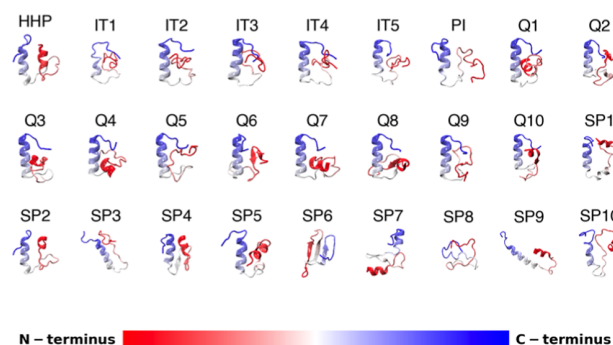 HHP IT1 IT2 IT3 IT4 IT5 PI Q1 Q2
Q3 Q4 Q5 Q6 Q7 Q8 Q9 Q10 SP1
SP2 SP3 SP4 SP5 SP6 SP7 SP8 SP9 SP10
N – terminus C – terminus